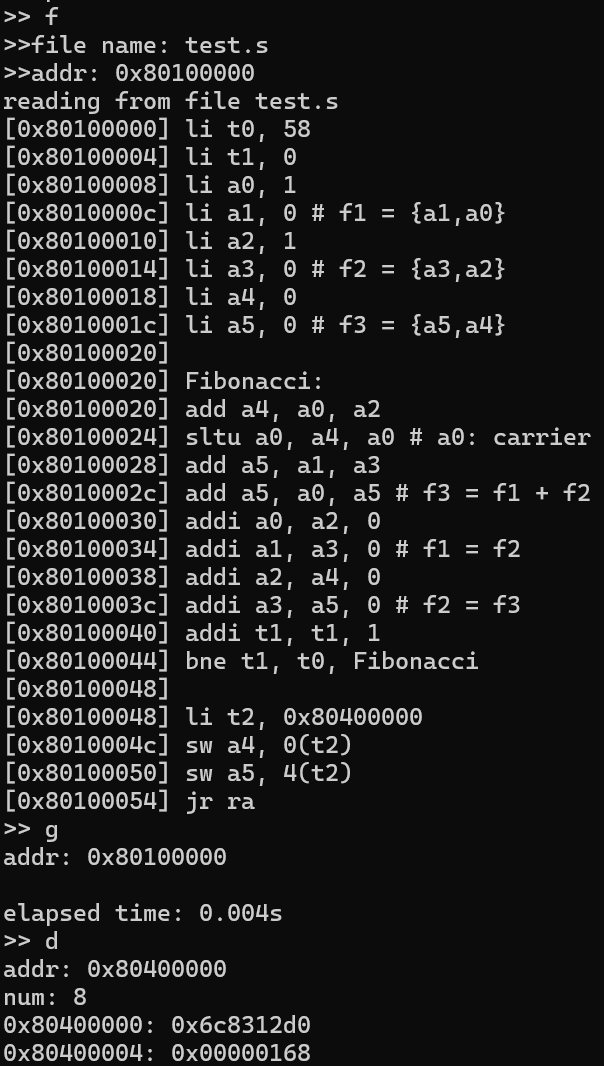 >> f
>>file name: test.s
>>addr: 0x80100000
reading from file test.s
[0x80100000] li t0, 58
[0x80100004] li t1, 0
[0x80100008] li a0, 1
[0x8010000c] li a1, 0 # f1 = {a1,a0}
[0x80100010] li a2, 1
[0x80100014] li a3, 0 # f2 = {a3,a2}
[0x80100018] li a4, 0
[0x8010001c] li a5, 0 # f3 = {a5,a4}
[0x80100020]
[0x80100020] Fibonacci:
[0x80100020] add a4, a0, a2
[0x80100024] sltu a0, a4, a0 # a0: carrier
[0x80100028] add a5, a1, a3
[0x8010002c] add a5, a0, a5 # f3 = f1 + f2
[0x80100030] addi a0, a2, 0
[0x80100034] addi a1, a3, 0 # f1 = f2
[0x80100038] addi a2, a4, 0
[0x8010003c] addi a3, a5, 0 # f2 = f3
[0x80100040] addi t1, t1, 1
[0x80100044] bne t1, t0, Fibonacci
[0x80100048]
[0x80100048] li t2, 0x80400000
[0x8010004c] sw a4, 0(t2)
[0x80100050] sw a5, 4(t2)
[0x80100054] jr ra
>> g
addr: 0x80100000
elapsed time: 0.004s
>> d
addr: 0x80400000
num: 8
0x80400000: 0x6c8312d0
0x80400004: 0x00000168